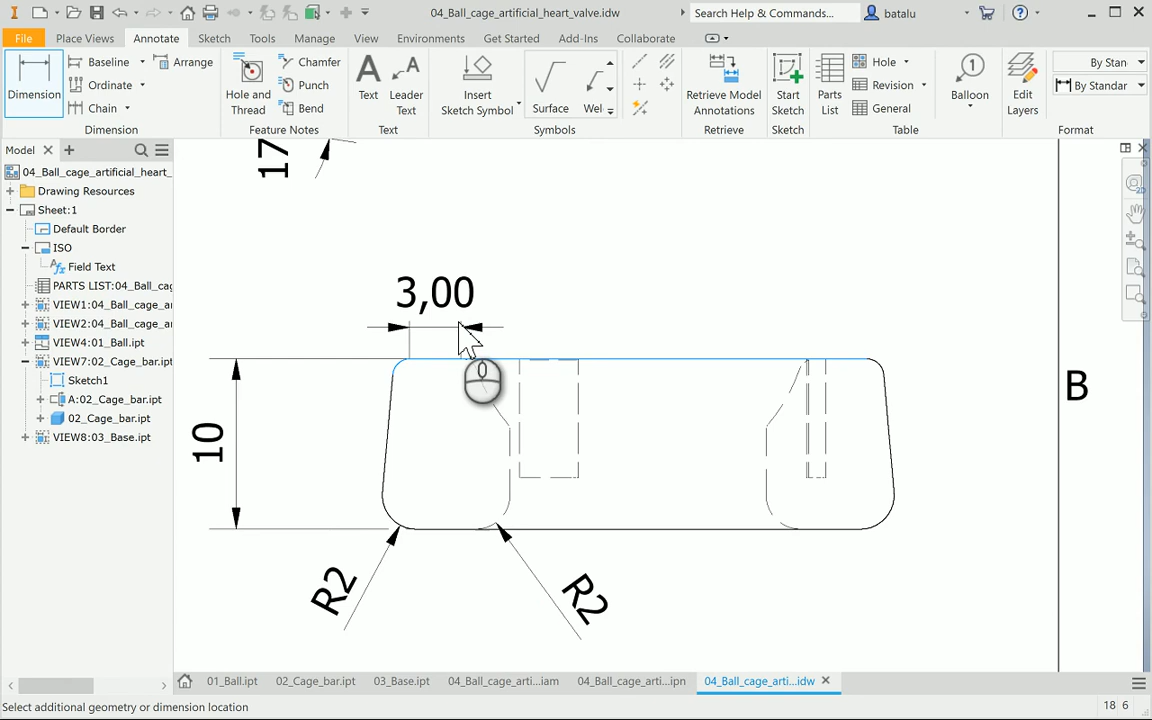 04_Ball_cage_artificial_heart_valve.idw
Search Help & Commands...
batalu
File Place Views Annotate Sketch Tools Manage View Environments Get Started Add-Ins Collaborate
Dimension
Baseline
Ordinate
Chain
Arrange
Dimension
Hole and Thread
Chamfer
Punch
Bend
Feature Notes
Text
Leader Text
Text
Insert Sketch Symbol
Surface
Wel
Symbols
Retrieve Model Annotations
Retrieve
Start Sketch
Sketch
Parts List
Hole
Revision
General
Table
Balloon
Edit Layers
By Stan
By Standar
Format
Model
04_Ball_cage_artificial_heart_
Drawing Resources
Sheet:1
Default Border
ISO
Field Text
PARTS LIST:04_Ball_cag
VIEW1:04_Ball_cage_ar
VIEW2:04_Ball_cage_ar
VIEW4:01_Ball.ipt
VIEW7:02_Cage_bar.ipt
Sketch1
A:02_Cage_bar.ipt
02_Cage_bar.ipt
VIEW8:03_Base.ipt
17
3,00
10
R2
R2
B
2D
01_Ball.ipt 02_Cage_bar.ipt 03_Base.ipt 04_Ball_cage_arti...iam 04_Ball_cage_arti...ipn 04_Ball_cage_arti...idw
Select additional geometry or dimension location
18 6